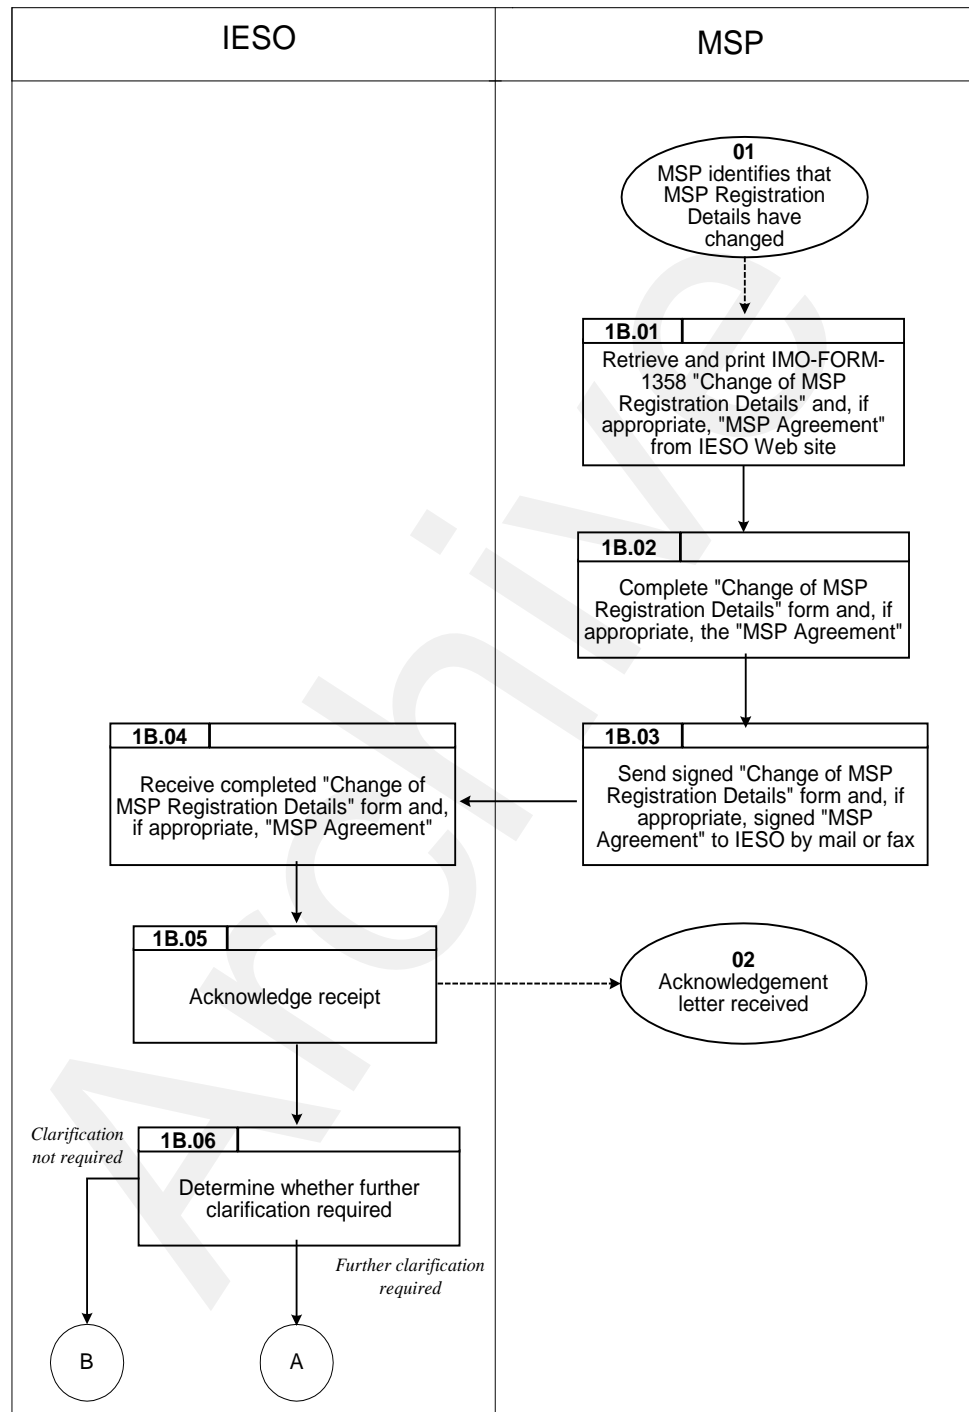 IESO
MSP
01
MSP identifies that
MSP Registration
Details have
changed
1B.01
Retrieve and print IMO-FORM-
1358 "Change of MSP
Registration Details" and, if
appropriate, "MSP Agreement"
from IESO Web site
1B.02
Complete "Change of MSP
Registration Details" form and, if
appropriate, the "MSP Agreement"
1B.03
Send signed "Change of MSP
Registration Details" form and, if
appropriate, signed "MSP
Agreement" to IESO by mail or fax
1B.04
Receive completed "Change of
MSP Registration Details" form and,
if appropriate, "MSP Agreement"
1B.05
Acknowledge receipt
02
Acknowledgement
letter received
1B.06
Determine whether further
clarification required
Clarification
not required
Further clarification
required
B
A
Archive